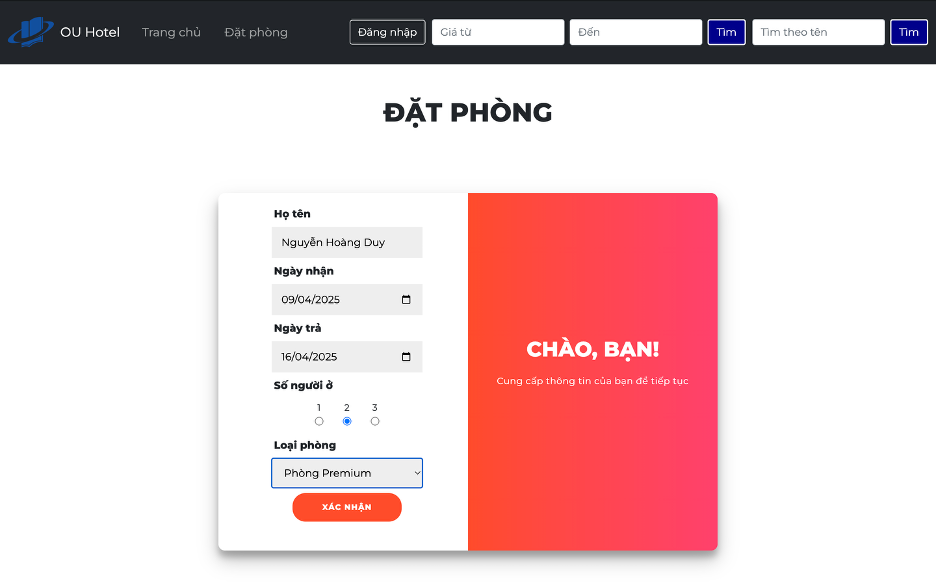 OU Hotel Trang chủ Đặt phòng Đăng nhập Giá từ Đến Tìm Tìm theo tên Tìm
ĐẶT PHÒNG
Họ tên
Nguyễn Hoàng Duy
Ngày nhận
09/04/2025
Ngày trả
16/04/2025
Số người ở
1 2 3
Loại phòng
Phòng Premium
XÁC NHẬN
CHÀO, BẠN!
Cung cấp thông tin của bạn để tiếp tục